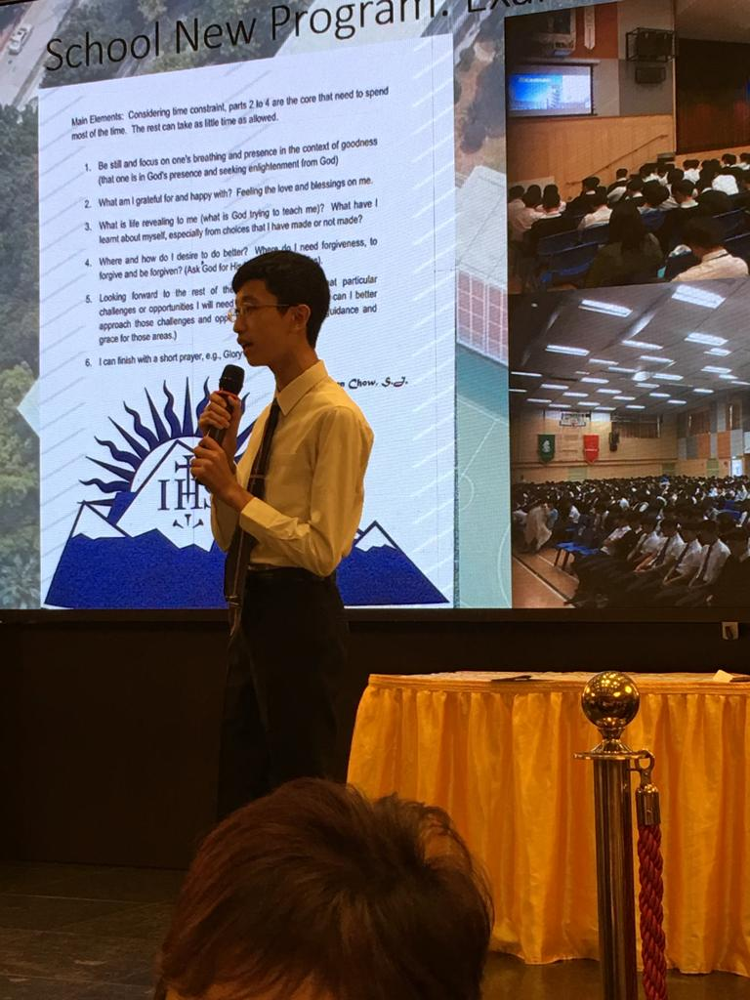 School New Program:
Main Elements: Considering time constraint, parts 2 to 4 are the core that need to spend
most of the time. The rest can take as little time as allowed.
1. Be still and focus on one's breathing and presence in the context of goodness
(that one is in God's presence and seeking enlightenment from God)
2. What am I grateful for and happy with? Feeling the love and blessings on me.
3. What is life revealing to me (what is God trying to teach me)? What have I
learnt about myself, especially from choices that I have made or not made?
4. Where and how do I desire to do better? Where do I need forgiveness, to
forgive and be forgiven? (Ask God for
5. Looking forward to the rest of the particular
challenges or opportunities I will need can I better
approach those challenges and guidance and
grace for those areas.)
6. I can finish with a short prayer, e.g., Glory
Chow, S.J.
IHS